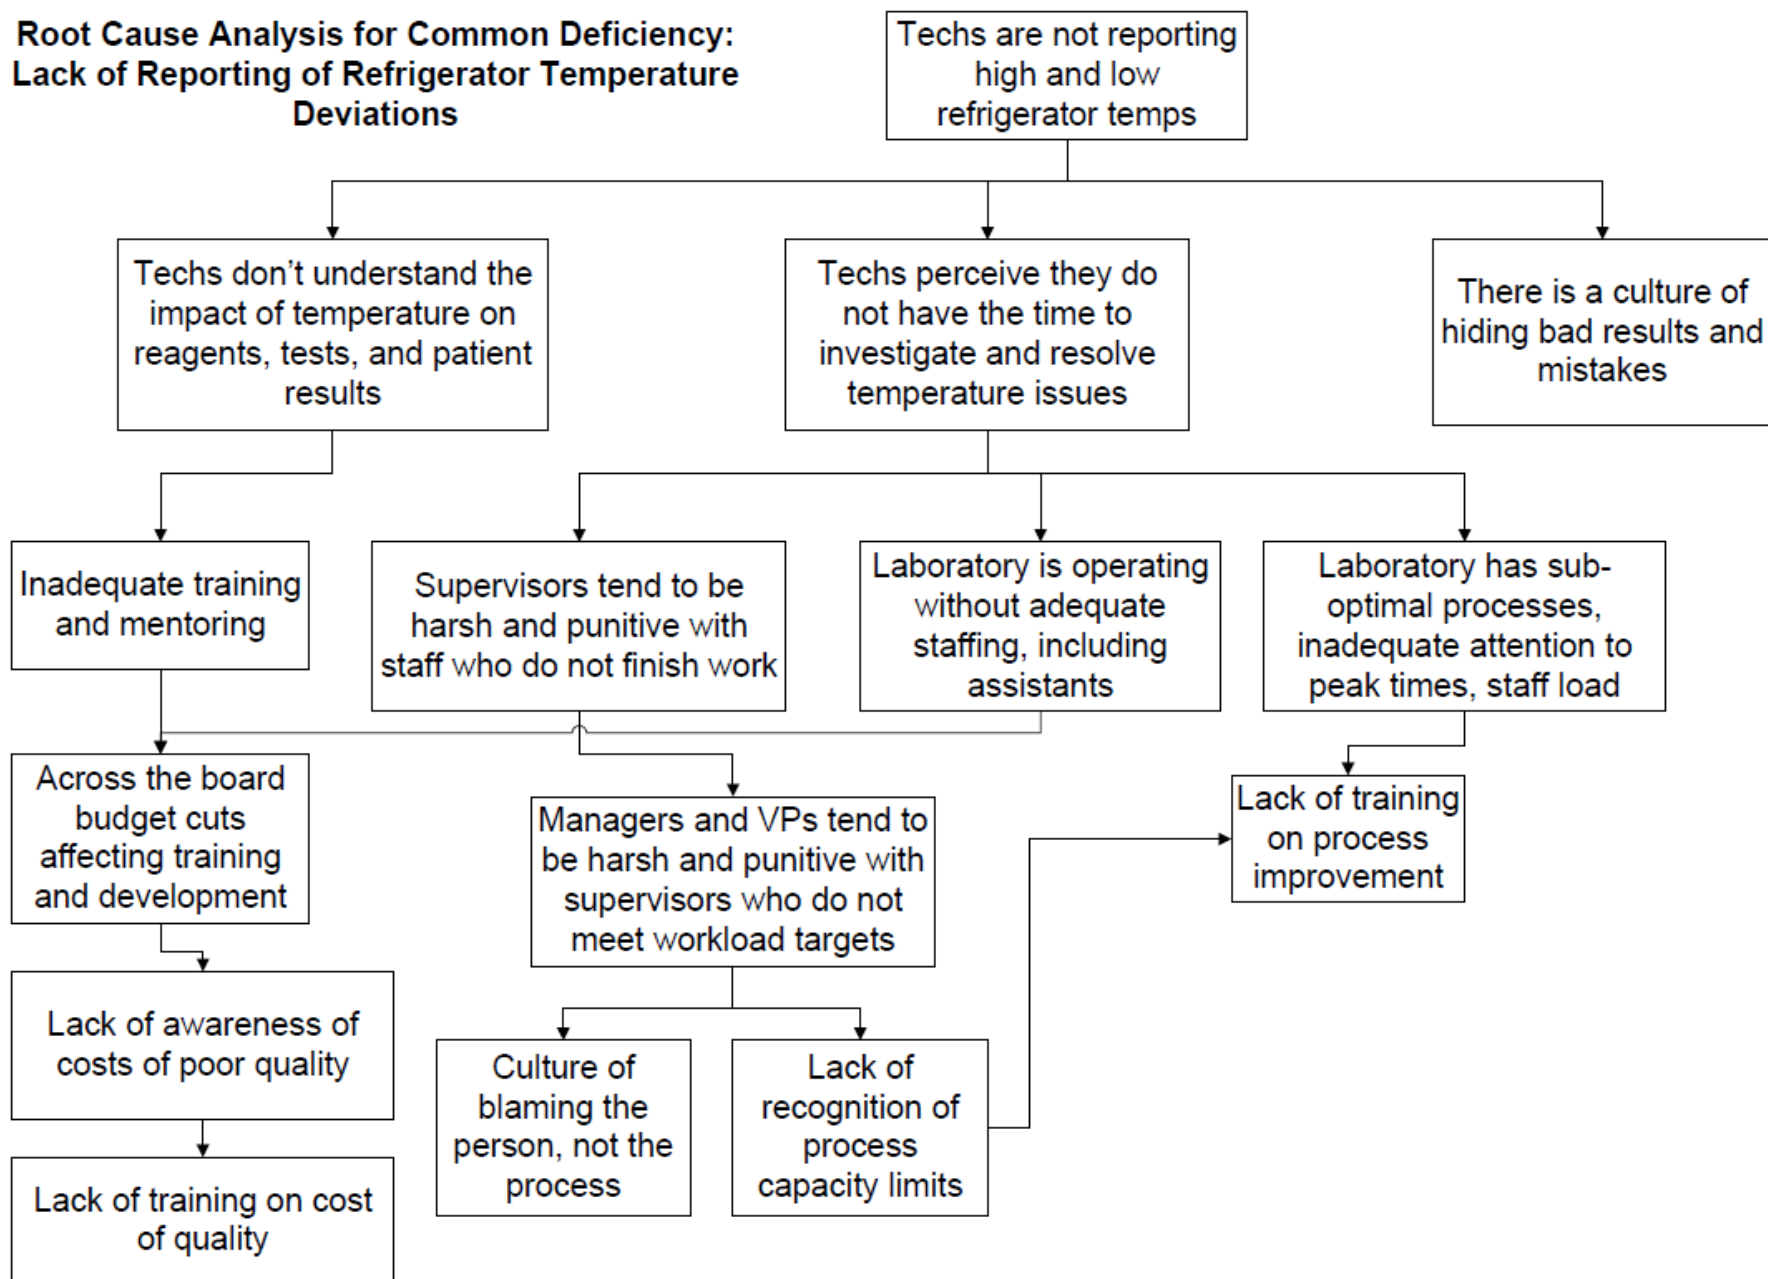 Root Cause Analysis for Common Deficiency:
Lack of Reporting of Refrigerator Temperature
Deviations
Techs are not reporting
high and low
refrigerator temps
Techs don't understand the
impact of temperature on
reagents, tests, and patient
results
Techs perceive they do
not have the time to
investigate and resolve
temperature issues
There is a culture of
hiding bad results and
mistakes
Inadequate training
and mentoring
Supervisors tend to be
harsh and punitive with
staff who do not finish work
Laboratory is operating
without adequate
staffing, including
assistants
Laboratory has sub-
optimal processes,
inadequate attention to
peak times, staff load
Across the board
budget cuts
affecting training
and development
Managers and VPs tend to
be harsh and punitive with
supervisors who do not
meet workload targets
Lack of training
on process
improvement
Lack of awareness of
costs of poor quality
Culture of
blaming the
person, not the
process
Lack of
recognition of
process
capacity limits
Lack of training on cost
of quality